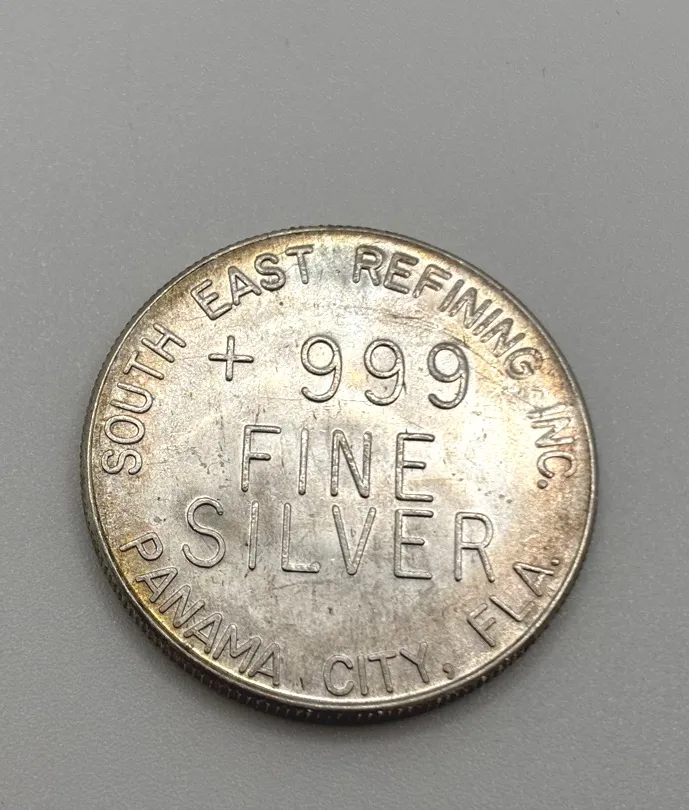 SOUTH EAST REFINING INC.
+ 999
FINE
SILVER
PANAMA CITY, FLA.